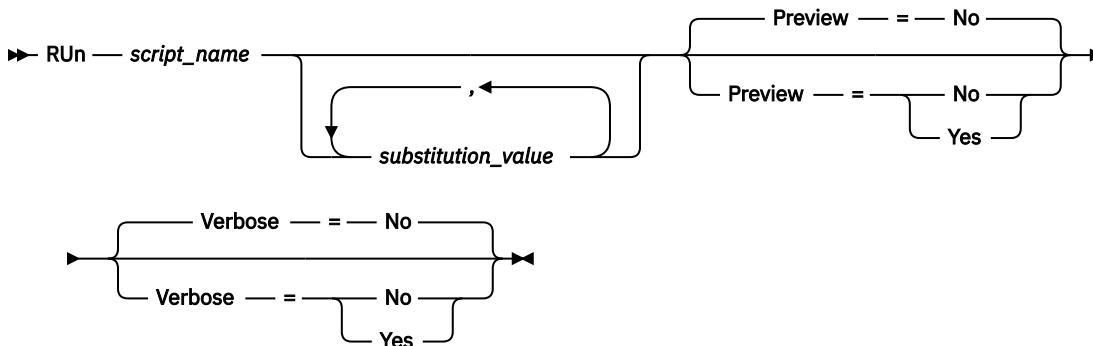 Preview = No
RUn script_name
,
Preview = No
Yes
substitution_value
Verbose = No
Verbose = No
Yes